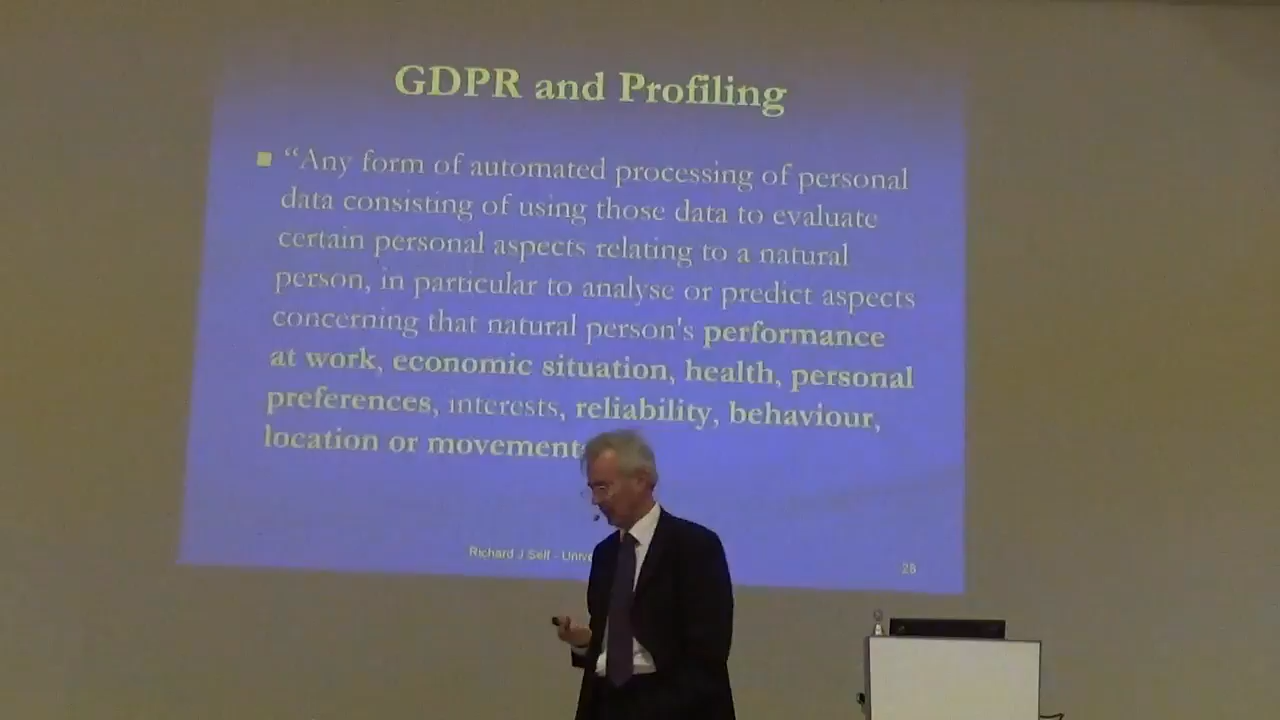 GDPR and Profiling
“Any form of automated processing of personal
data consisting of using those data to evaluate
certain personal aspects relating to a natural
person, in particular to analyse or predict aspects
concerning that natural person's performance
at work, economic situation, health, personal
preferences, interests, reliability, behaviour,
location or movement
Richard J Self -
28